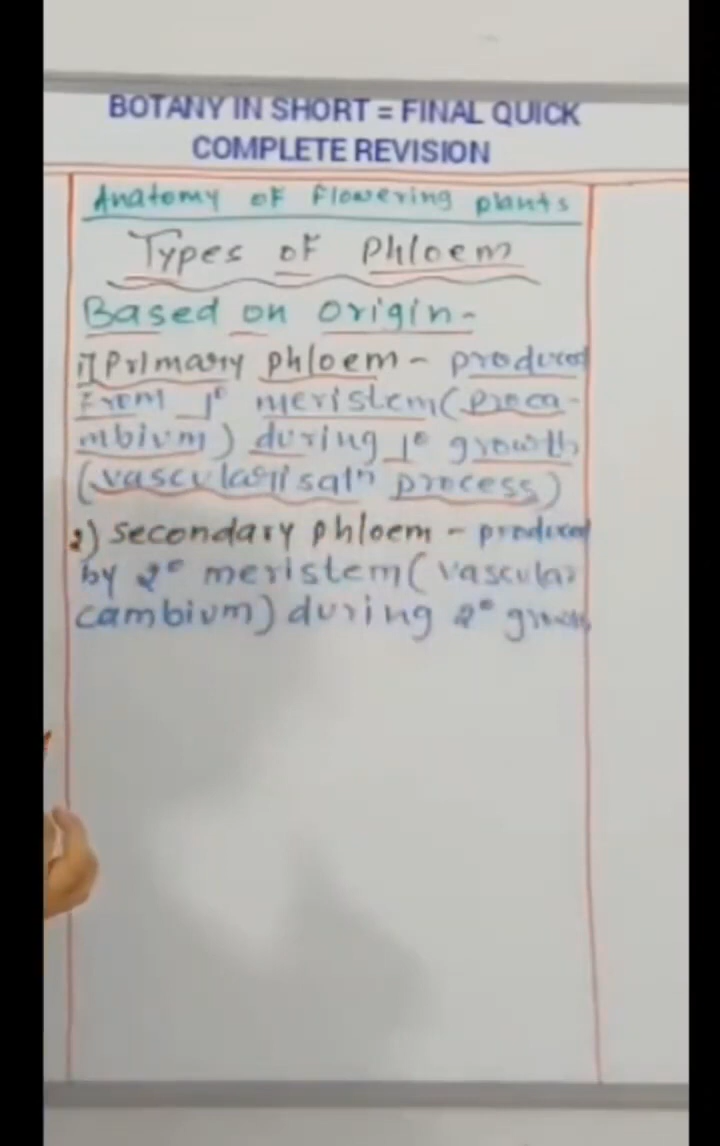 BOTANY IN SHORT = FINAL QUICK
COMPLETE REVISION
Anatomy of Flowering plants
Types of Phloem
Based on Origin-
1) Primary phloem - produced
From 1° meristem (proca-
mbium) during 1° growth
(vascularisatn process)
2) Secondary phloem - produced
by 2° meristem (vascular
cambium) during 2° growth